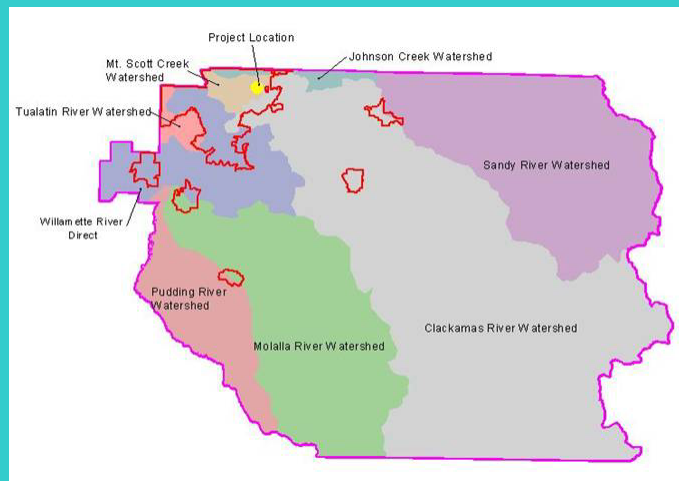 Project Location
Mt. Scott Creek
Watershed
Johnson Creek Watershed
Tualatin River Watershed
Sandy River Watershed
Willamette River
Direct
Pudding River
Watershed
Clackamas River Watershed
Molalla River Watershed